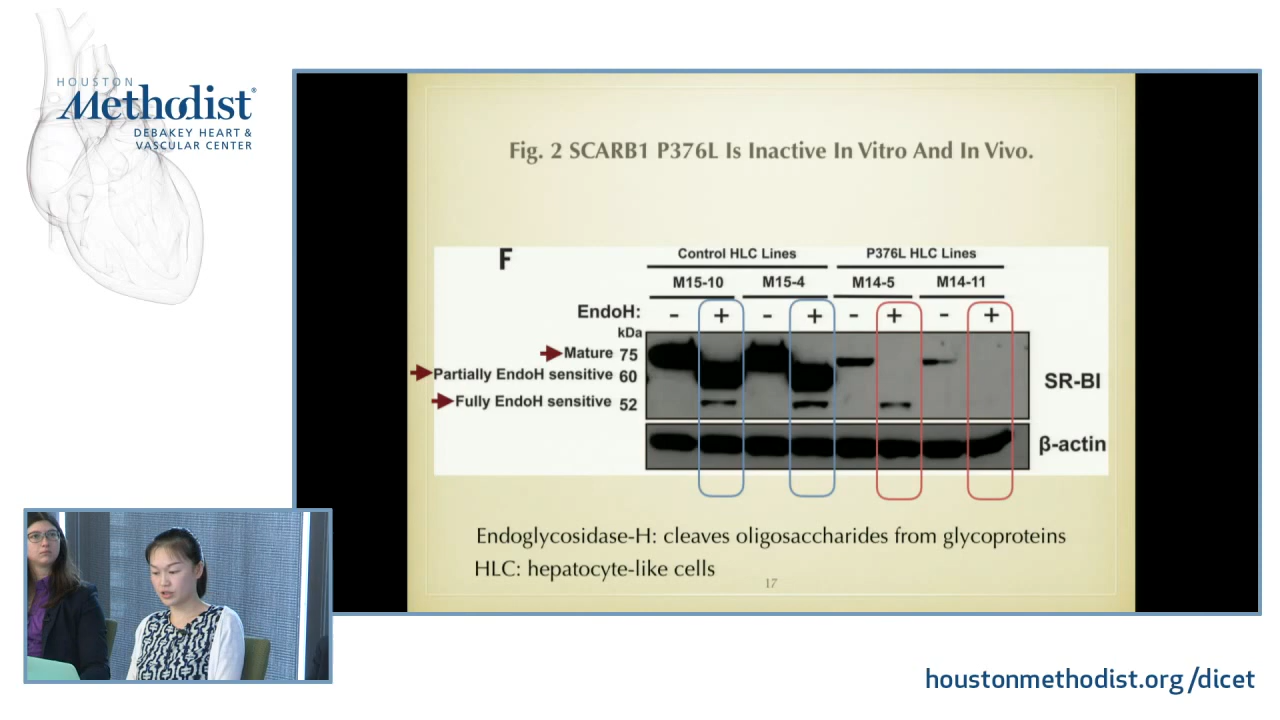 HOUSTON
Methodist®
DEBAKEY HEART &
VASCULAR CENTER
Fig. 2 SCARB1 P376L Is Inactive In Vitro And In Vivo.
F
Control HLC Lines P376L HLC Lines
M15-10 M15-4 M14-5 M14-11
EndoH: - + - + - + - +
kDa
Mature 75
Partially EndoH sensitive 60
Fully EndoH sensitive 52
SR-BI
β-actin
Endoglycosidase-H: cleaves oligosaccharides from glycoproteins
HLC: hepatocyte-like cells
17
houstonmethodist.org/dicet